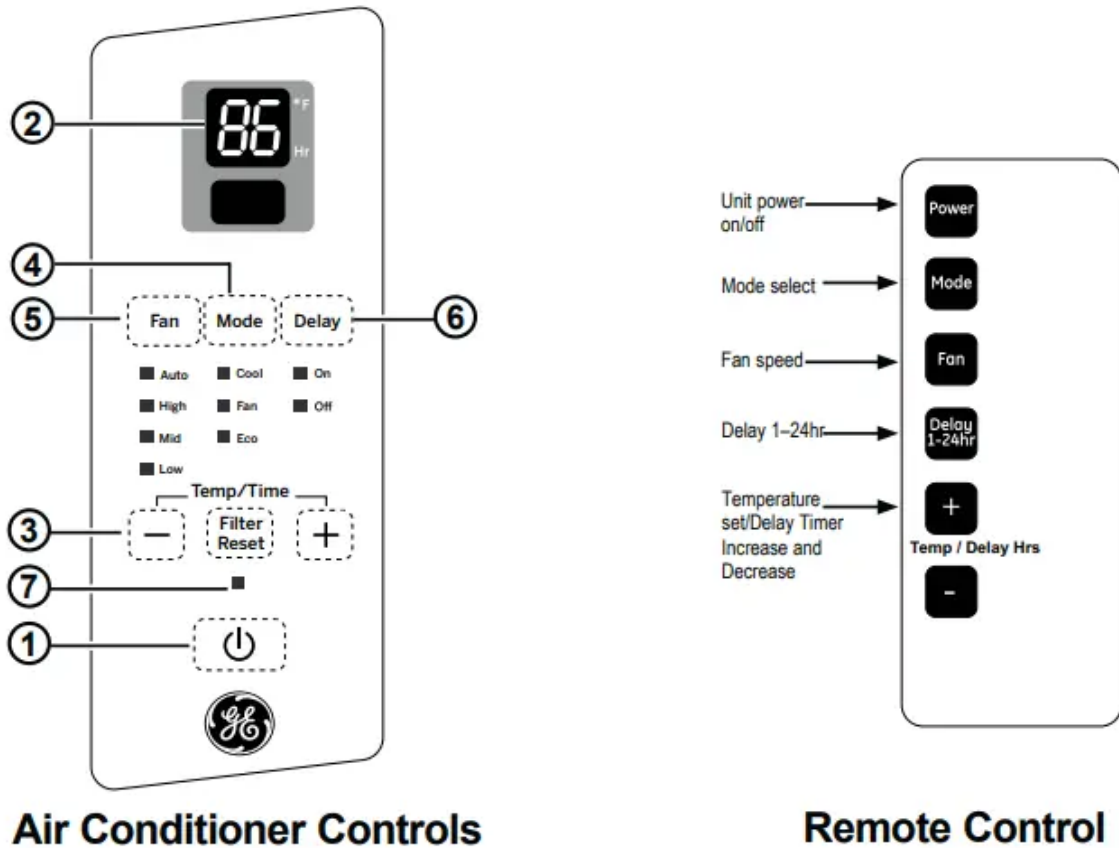 2
86
°F
Hr
4
5
Fan
Mode
Delay
6
Auto
Cool
On
High
Fan
Off
Mid
Eco
Low
Temp/Time
3
−
Filter
Reset
+
7
1
GE
Air Conditioner Controls
Unit power
on/off
Power
Mode select
Mode
Fan speed
Fan
Delay 1–24hr
Delay
1-24hr
Temperature
set/Delay Timer
Increase and
Decrease
+
Temp / Delay Hrs
-
Remote Control